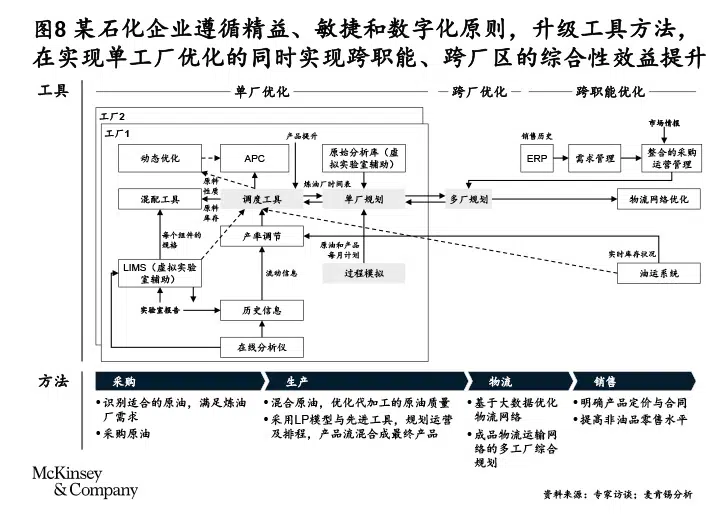 图8 某石化企业遵循精益、敏捷和数字化原则，升级工具方法，
在实现单工厂优化的同时实现跨职能、跨厂区的综合性效益提升
工具
单厂优化
跨厂优化
跨职能优化
工厂2
工厂1
市场情报
产品提升
销售历史
动态优化
APC
原始分析库（虚
拟实验室辅助）
ERP
需求管理
整合的采购
运营管理
原料
性质
炼油厂时间表
混配工具
调度工具
单厂规划
多厂规划
物流网络优化
原料
库存
每个组件的
规格
产率调节
原油和产品
每月计划
实时库存状况
LIMS（虚拟实验
室辅助）
流动信息
过程模拟
油运系统
实验室报告
历史信息
在线分析仪
方法
采购
生产
物流
销售
•识别适合的原油，满足炼油
厂需求
•采购原油
•混合原油，优化代加工的原油质量
•采用LP模型与先进工具，规划运营
及排程，产品流混合成最终产品
•基于大数据优化
物流网络
•成品物流运输网
络的多工厂综合
规划
•明确产品定价与合同
•提高非油品零售水平
McKinsey
& Company
资料来源：专家访谈；麦肯锡分析